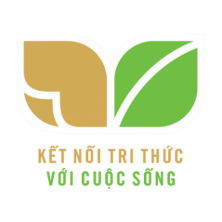 KẾT NỐI TRI THỨC
VỚI CUỘC SỐNG